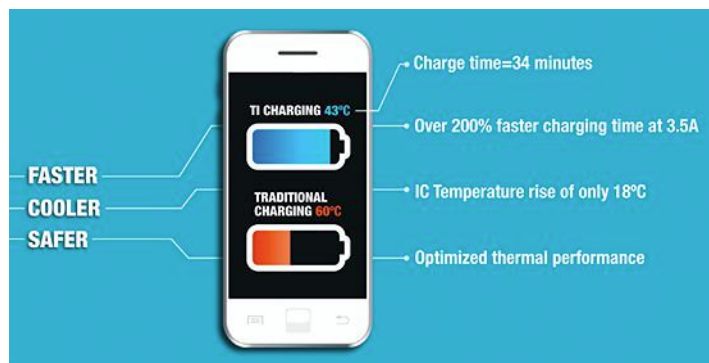 FASTER
COOLER
SAFER
TI CHARGING 43°C
TRADITIONAL
CHARGING 60°C
Charge time=34 minutes
Over 200% faster charging time at 3.5A
IC Temperature rise of only 18°C
Optimized thermal performance